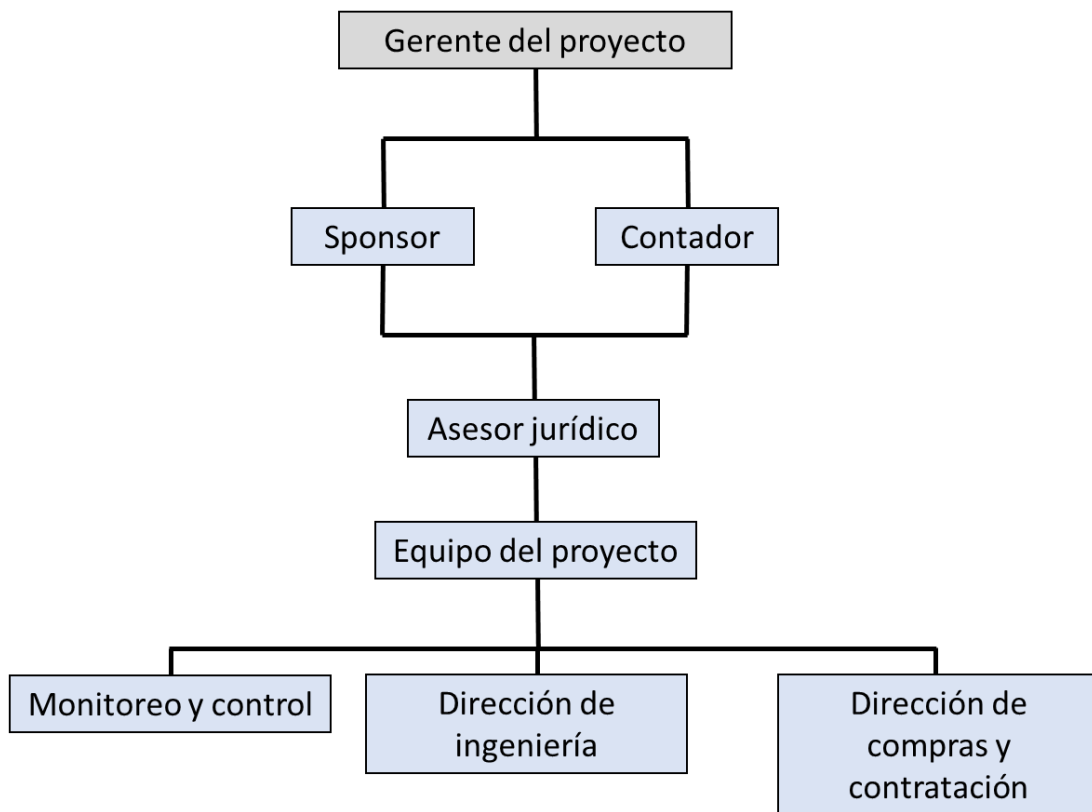 Gerente del proyecto
Sponsor
Contador
Asesor jurídico
Equipo del proyecto
Monitoreo y control
Dirección de
ingeniería
Dirección de
compras y
contratación